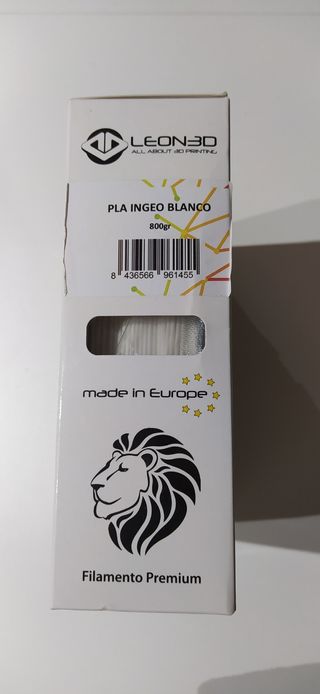 LEON3D
ALL ABOUT 3D PRINTING
PLA INGEO BLANCO
800gr
8 436566 961455
made in Europe
Filamento Premium